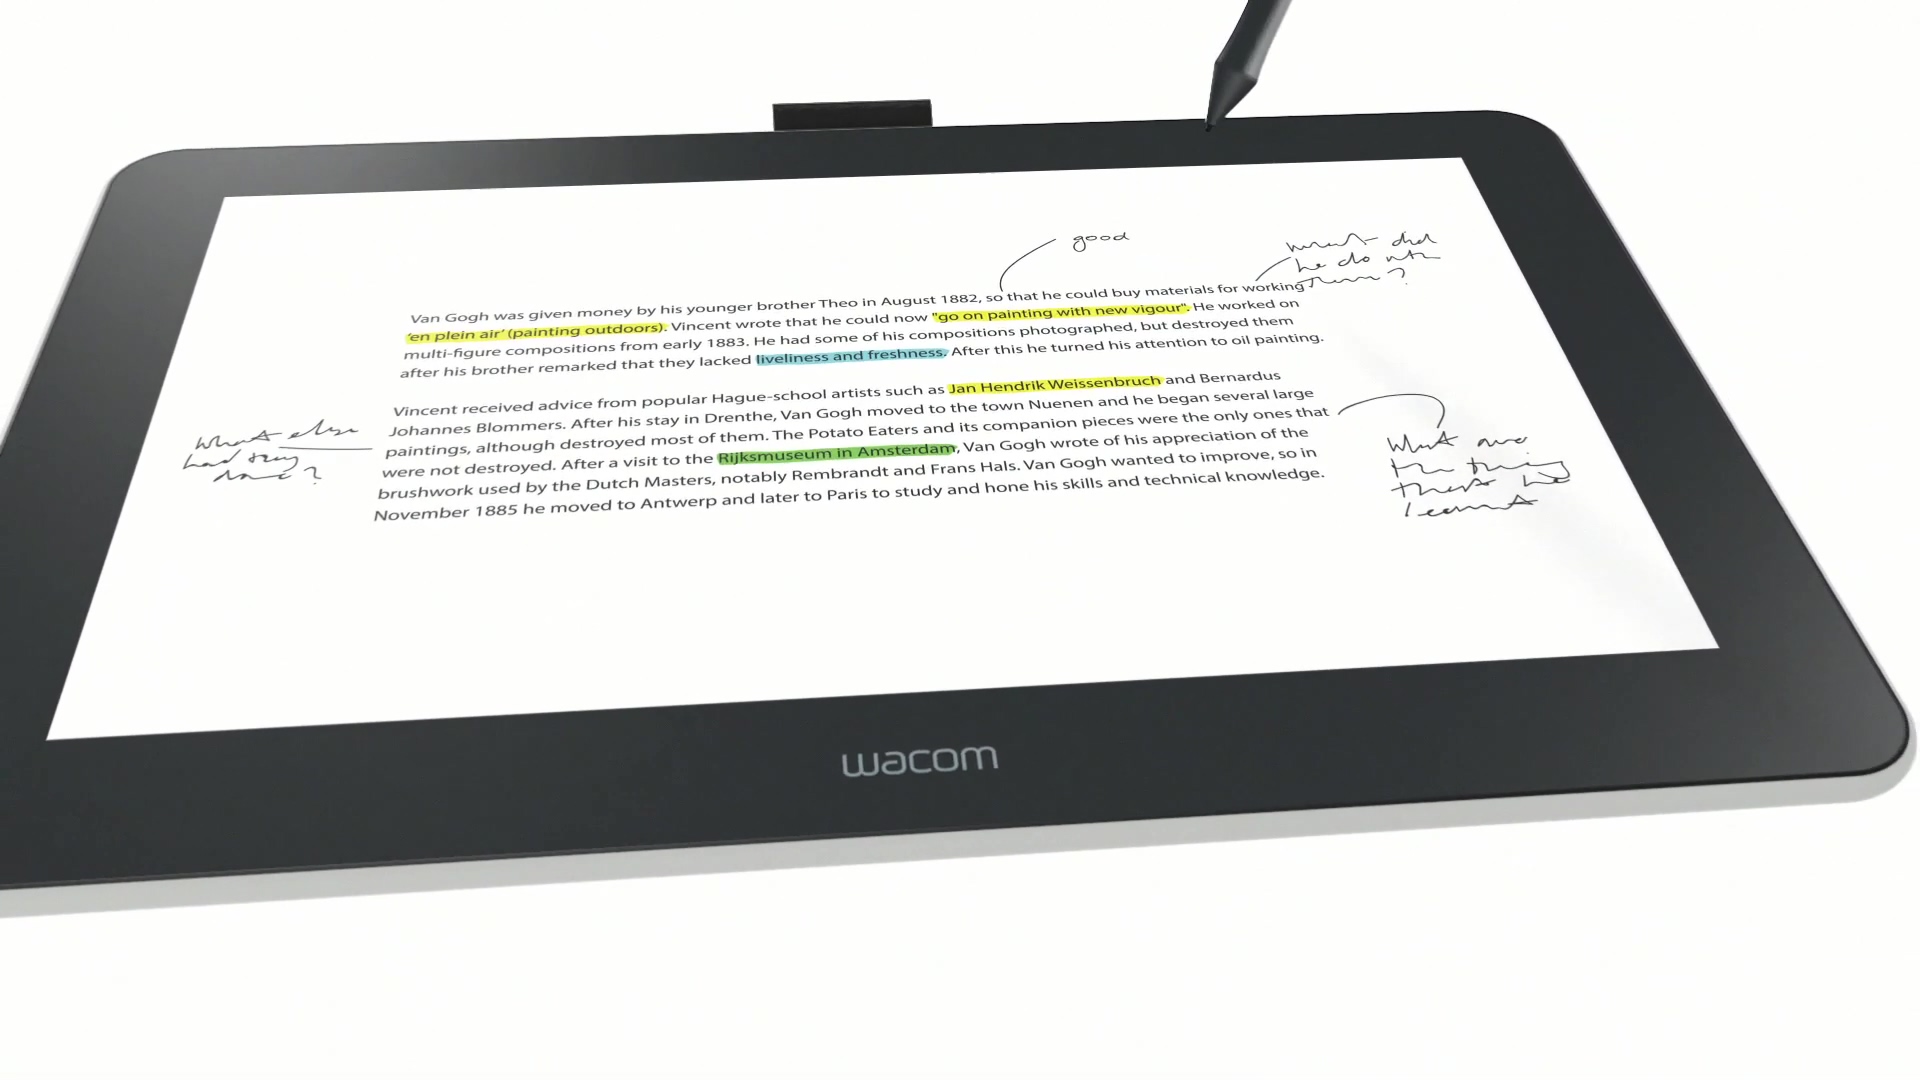 good
what did
he do with
them?
Van Gogh was given money by his younger brother Theo in August 1882, so that he could buy materials for working
'en plein air' (painting outdoors). Vincent wrote that he could now "go on painting with new vigour". He worked on
multi-figure compositions from early 1883. He had some of his compositions photographed, but destroyed them
after his brother remarked that they lacked liveliness and freshness. After this he turned his attention to oil painting.
Vincent received advice from popular Hague-school artists such as Jan Hendrik Weissenbruch and Bernardus
Johannes Blommers. After his stay in Drenthe, Van Gogh moved to the town Nuenen and he began several large
paintings, although destroyed most of them. The Potato Eaters and its companion pieces were the only ones that
were not destroyed. After a visit to the Rijksmuseum in Amsterdam, Van Gogh wrote of his appreciation of the
brushwork used by the Dutch Masters, notably Rembrandt and Frans Hals. Van Gogh wanted to improve, so in
November 1885 he moved to Antwerp and later to Paris to study and hone his skills and technical knowledge.
What else
had they
done?
What are
the things
that he
learnt
wacom